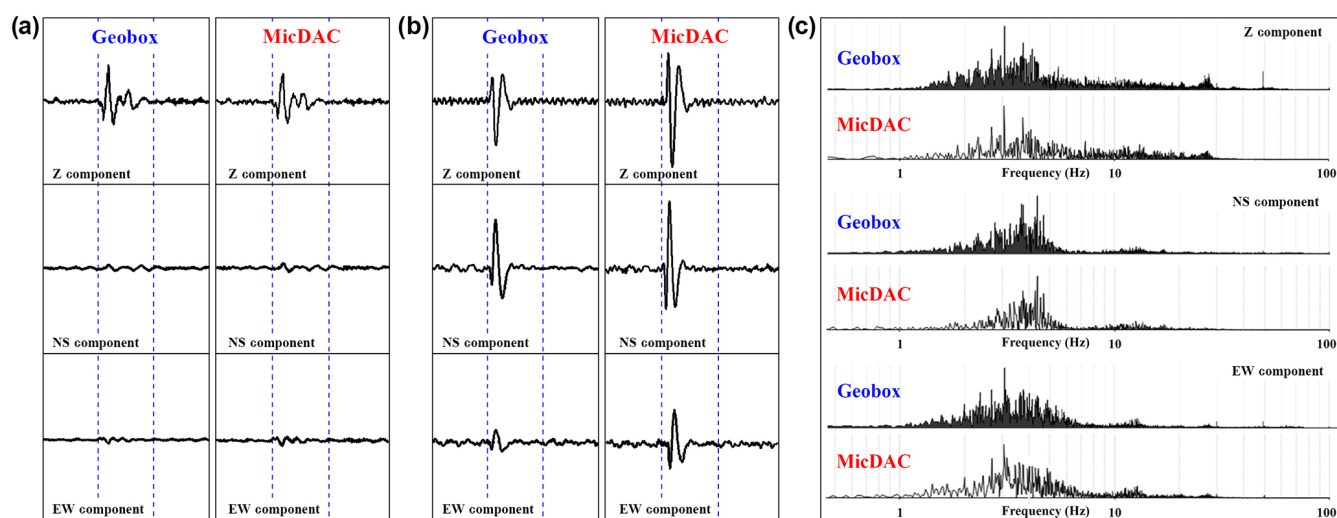 (a)
Geobox
MicDAC
Z component
Z component
NS component
NS component
EW component
EW component
(b)
Geobox
MicDAC
Z component
Z component
NS component
NS component
EW component
EW component
(c)
Z component
Geobox
MicDAC
1
Frequency (Hz)
10
100
NS component
Geobox
MicDAC
1
Frequency (Hz)
10
100
EW component
Geobox
MicDAC
1
Frequency (Hz)
10
100